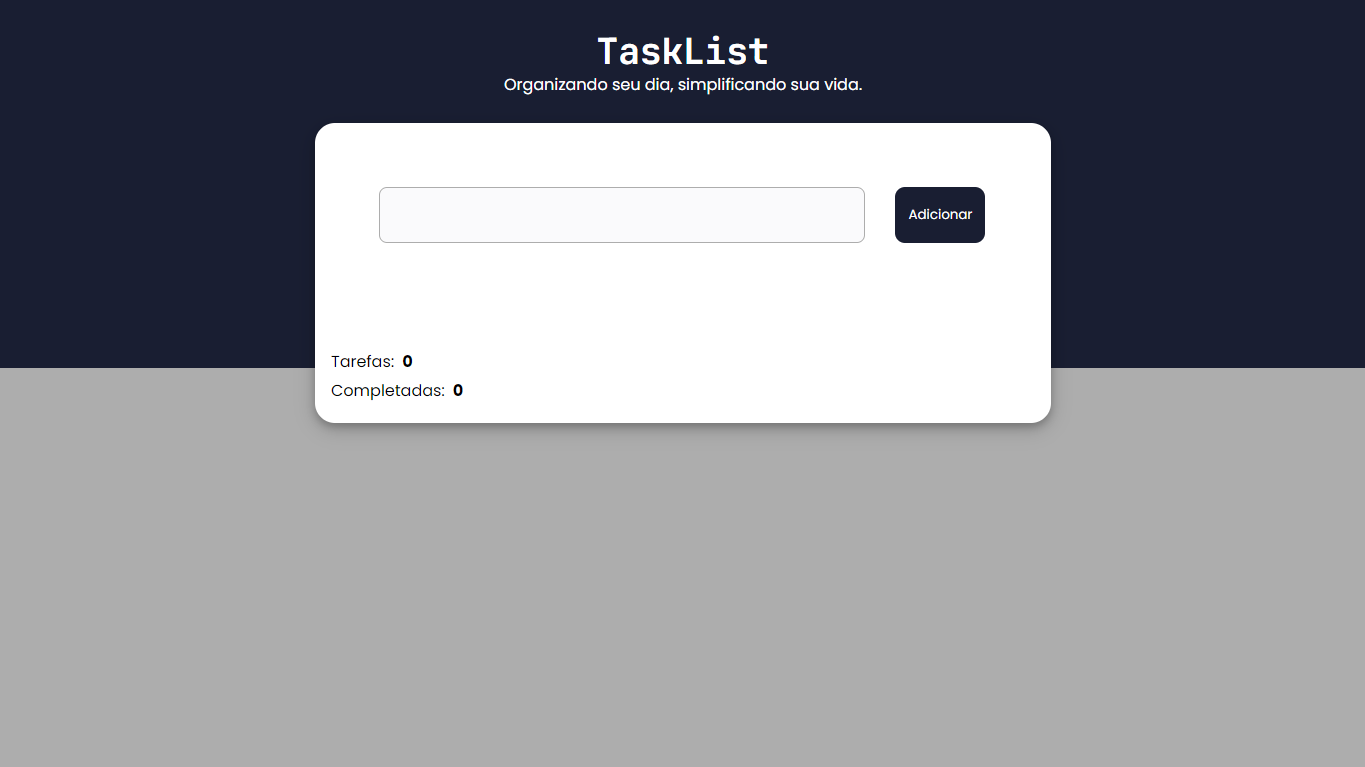 TaskList
Organizando seu dia, simplificando sua vida.
Adicionar
Tarefas: 0
Completadas: 0